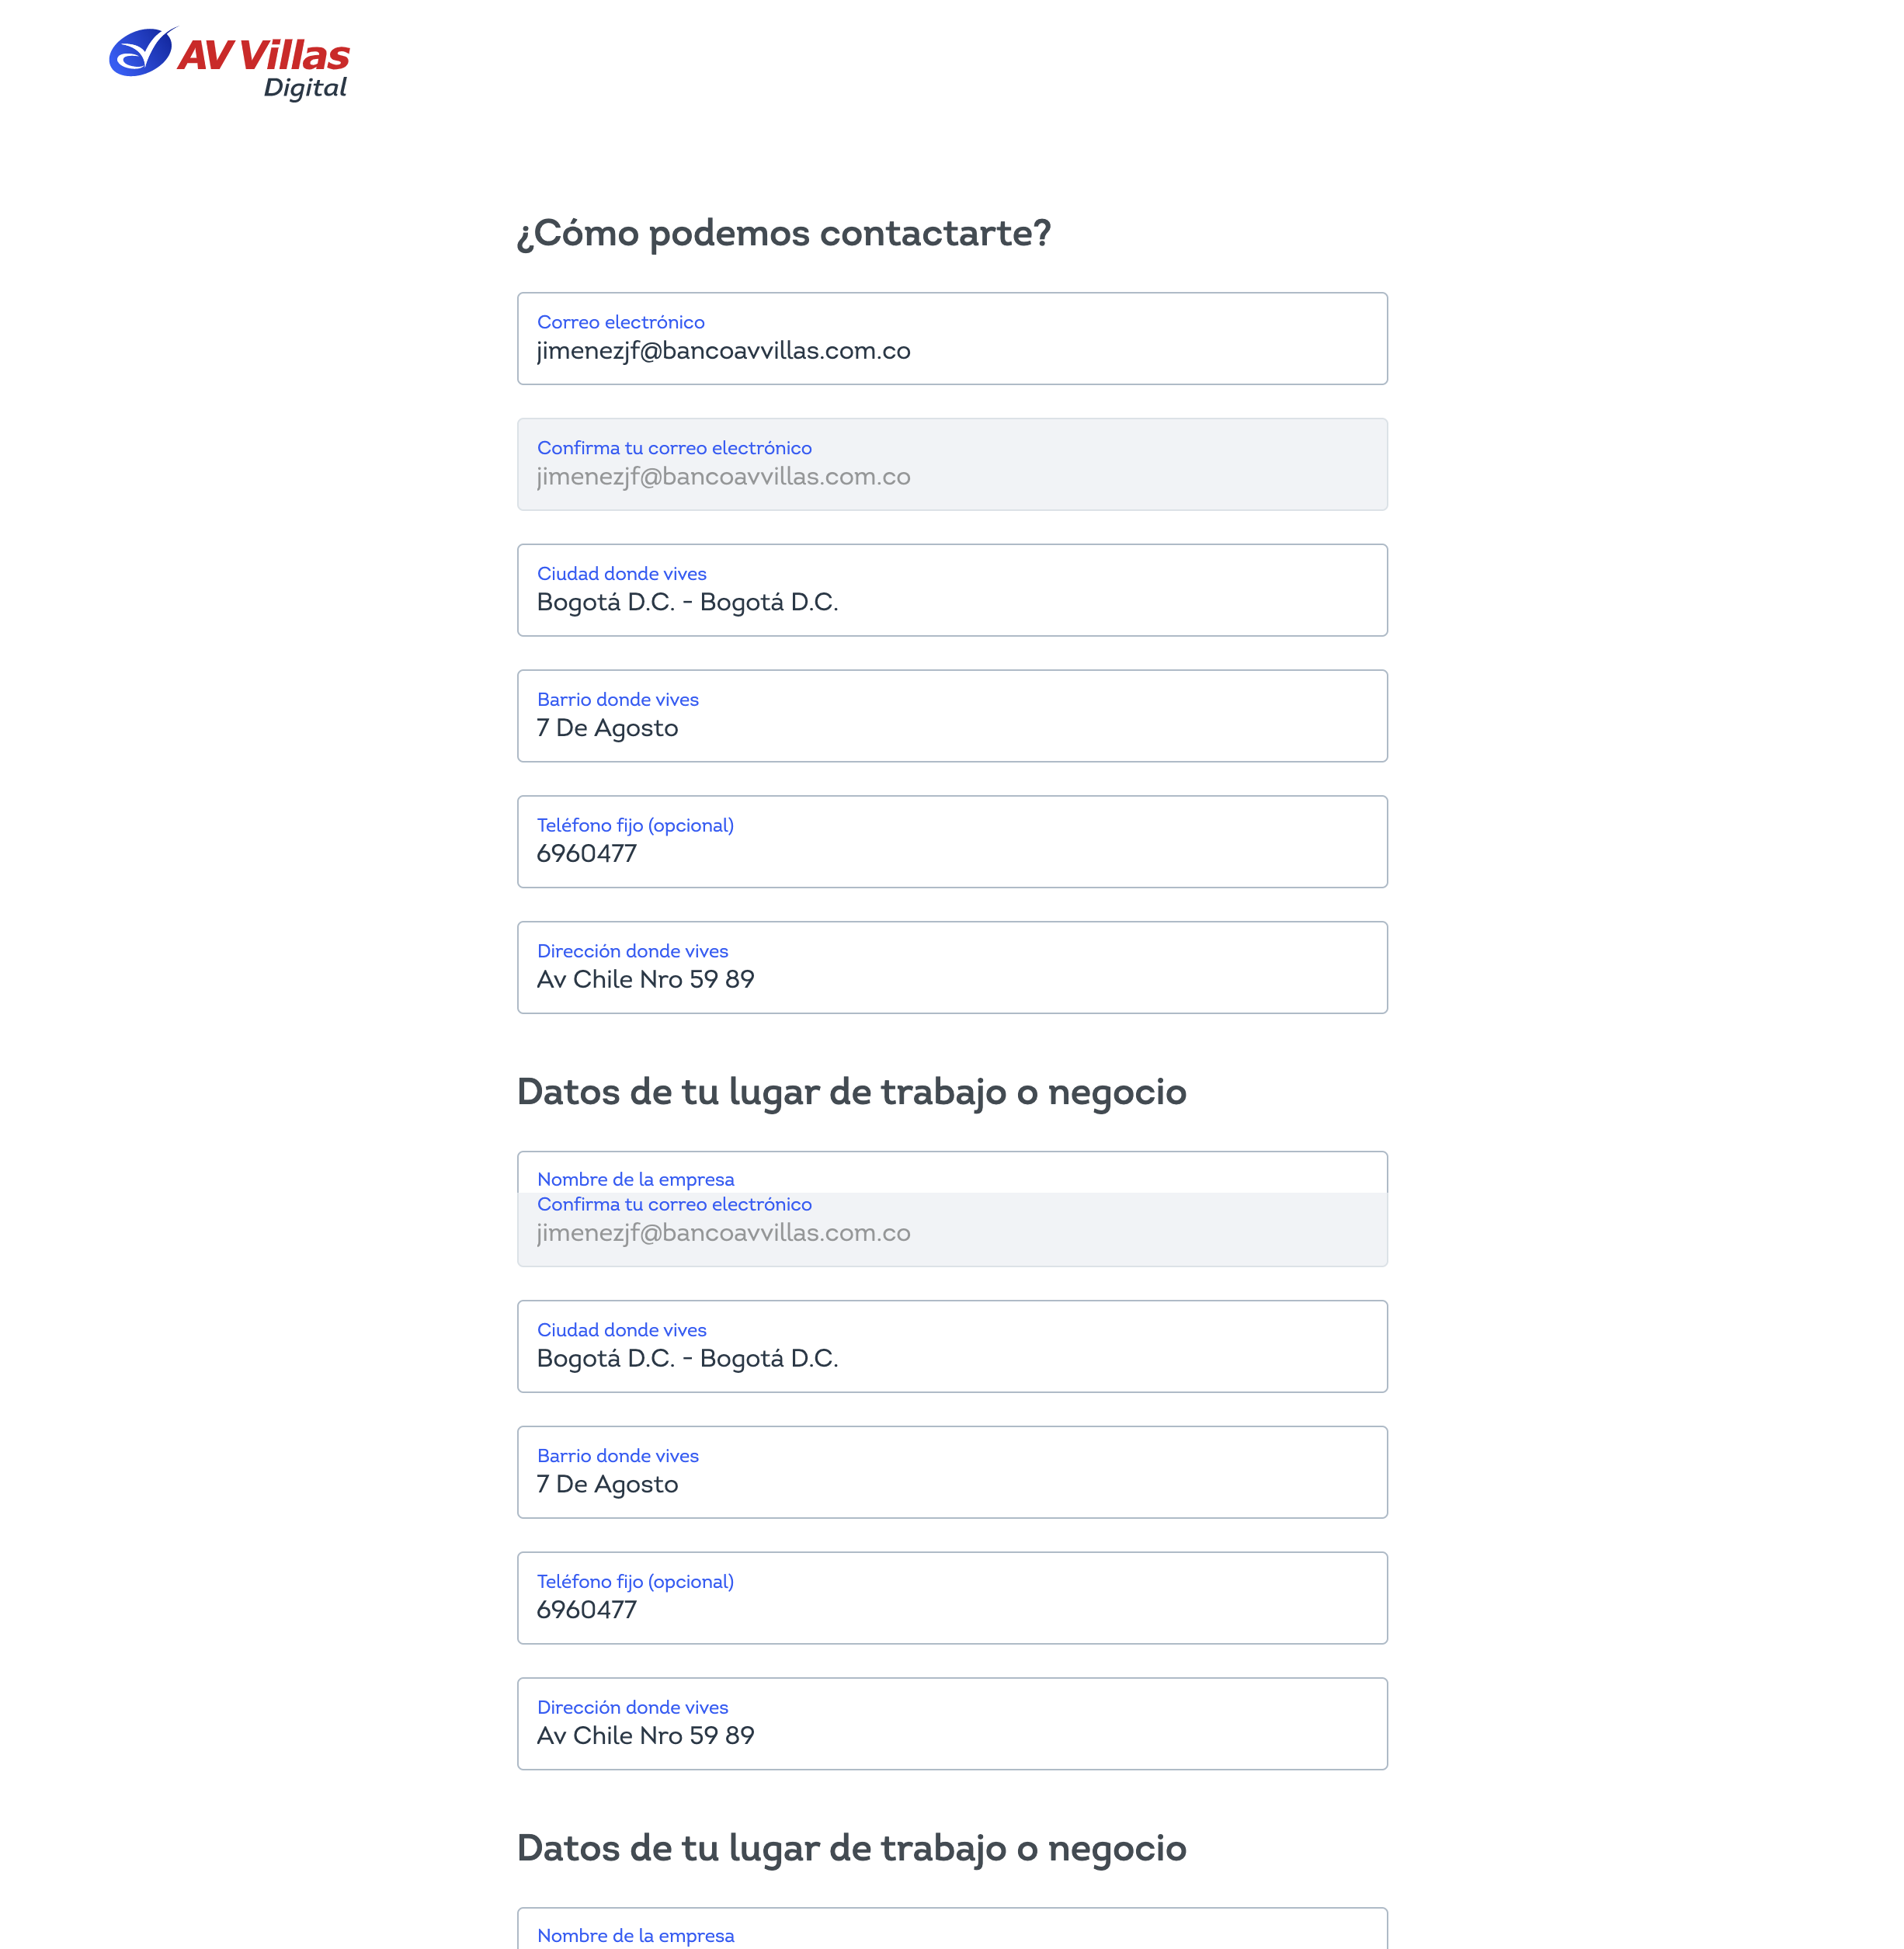 AV Villas
Digital
¿Cómo podemos contactarte?
Correo electrónico
jimenezjf@bancoavvillas.com.co
Confirma tu correo electrónico
jimenezjf@bancoavvillas.com.co
Ciudad donde vives
Bogotá D.C. - Bogotá D.C.
Barrio donde vives
7 De Agosto
Teléfono fijo (opcional)
6960477
Dirección donde vives
Av Chile Nro 59 89
Datos de tu lugar de trabajo o negocio
Nombre de la empresa
Confirma tu correo electrónico
jimenezjf@bancoavvillas.com.co
Ciudad donde vives
Bogotá D.C. - Bogotá D.C.
Barrio donde vives
7 De Agosto
Teléfono fijo (opcional)
6960477
Dirección donde vives
Av Chile Nro 59 89
Datos de tu lugar de trabajo o negocio
Nombre de la empresa